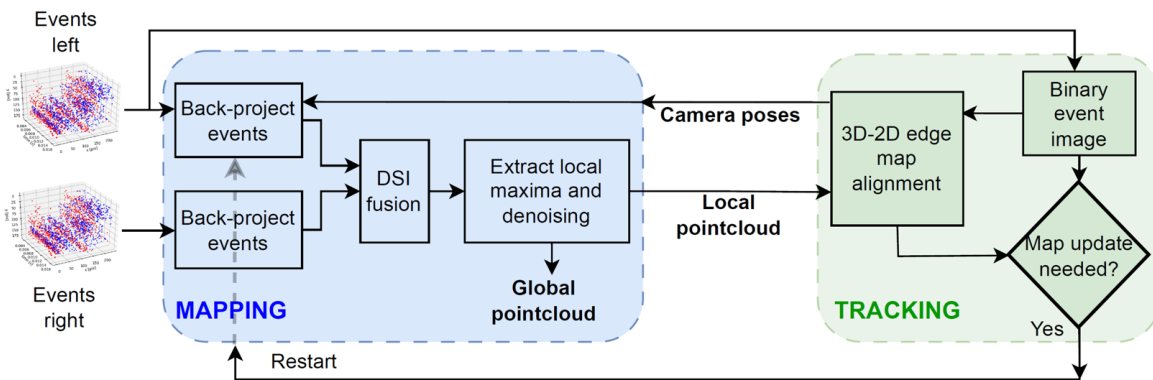 Events
left
Back-project
events
Camera poses
Binary
event
image
3D-2D edge
map
alignment
DSI
fusion
Extract local
maxima and
denoising
Local
pointcloud
Events
right
Back-project
events
Global
pointcloud
Map update
needed?
MAPPING
TRACKING
Yes
Restart